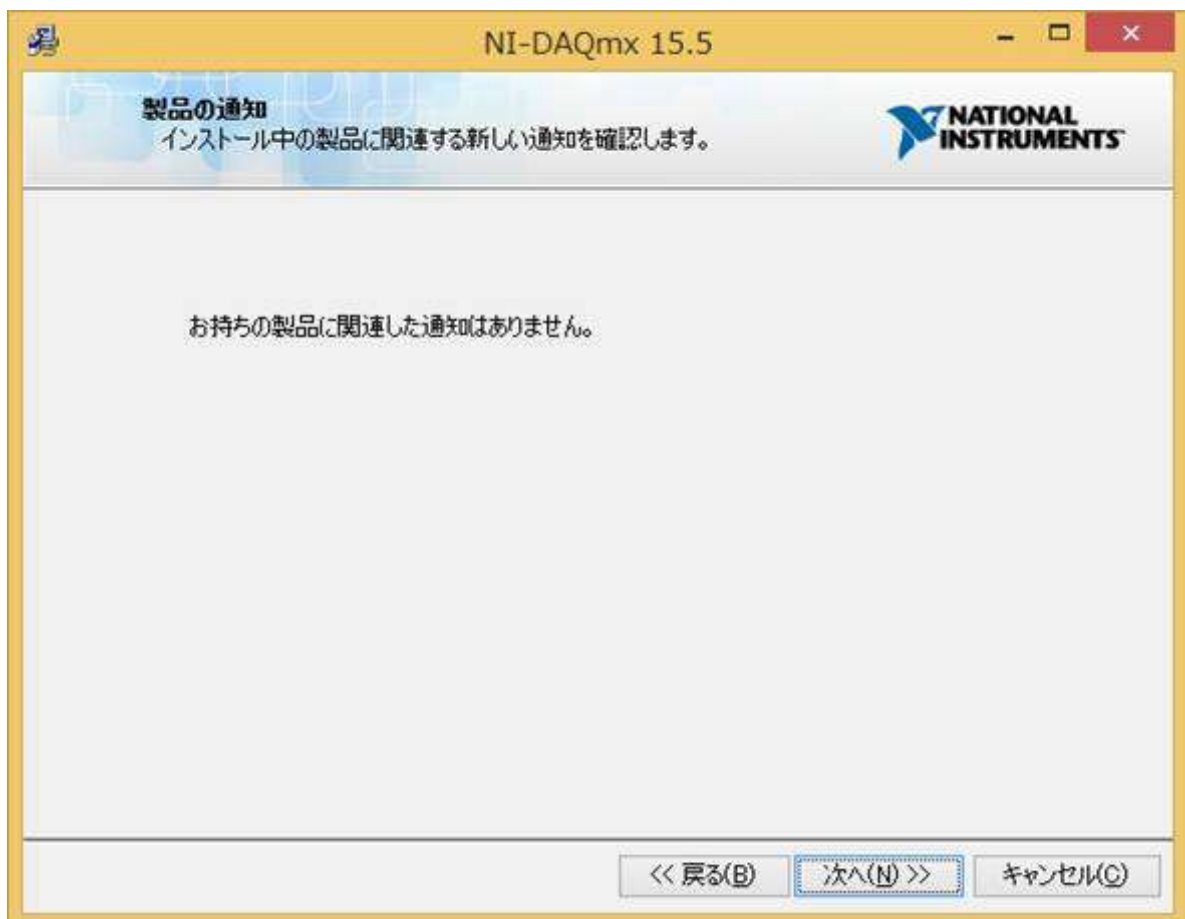 NI-DAQmx 15.5
製品の通知
インストール中の製品に関連する新しい通知を確認します。
NATIONAL
INSTRUMENTS
お持ちの製品に関連した通知はありません。
<< 戻る(B)
次へ(N) >>
キャンセル(C)